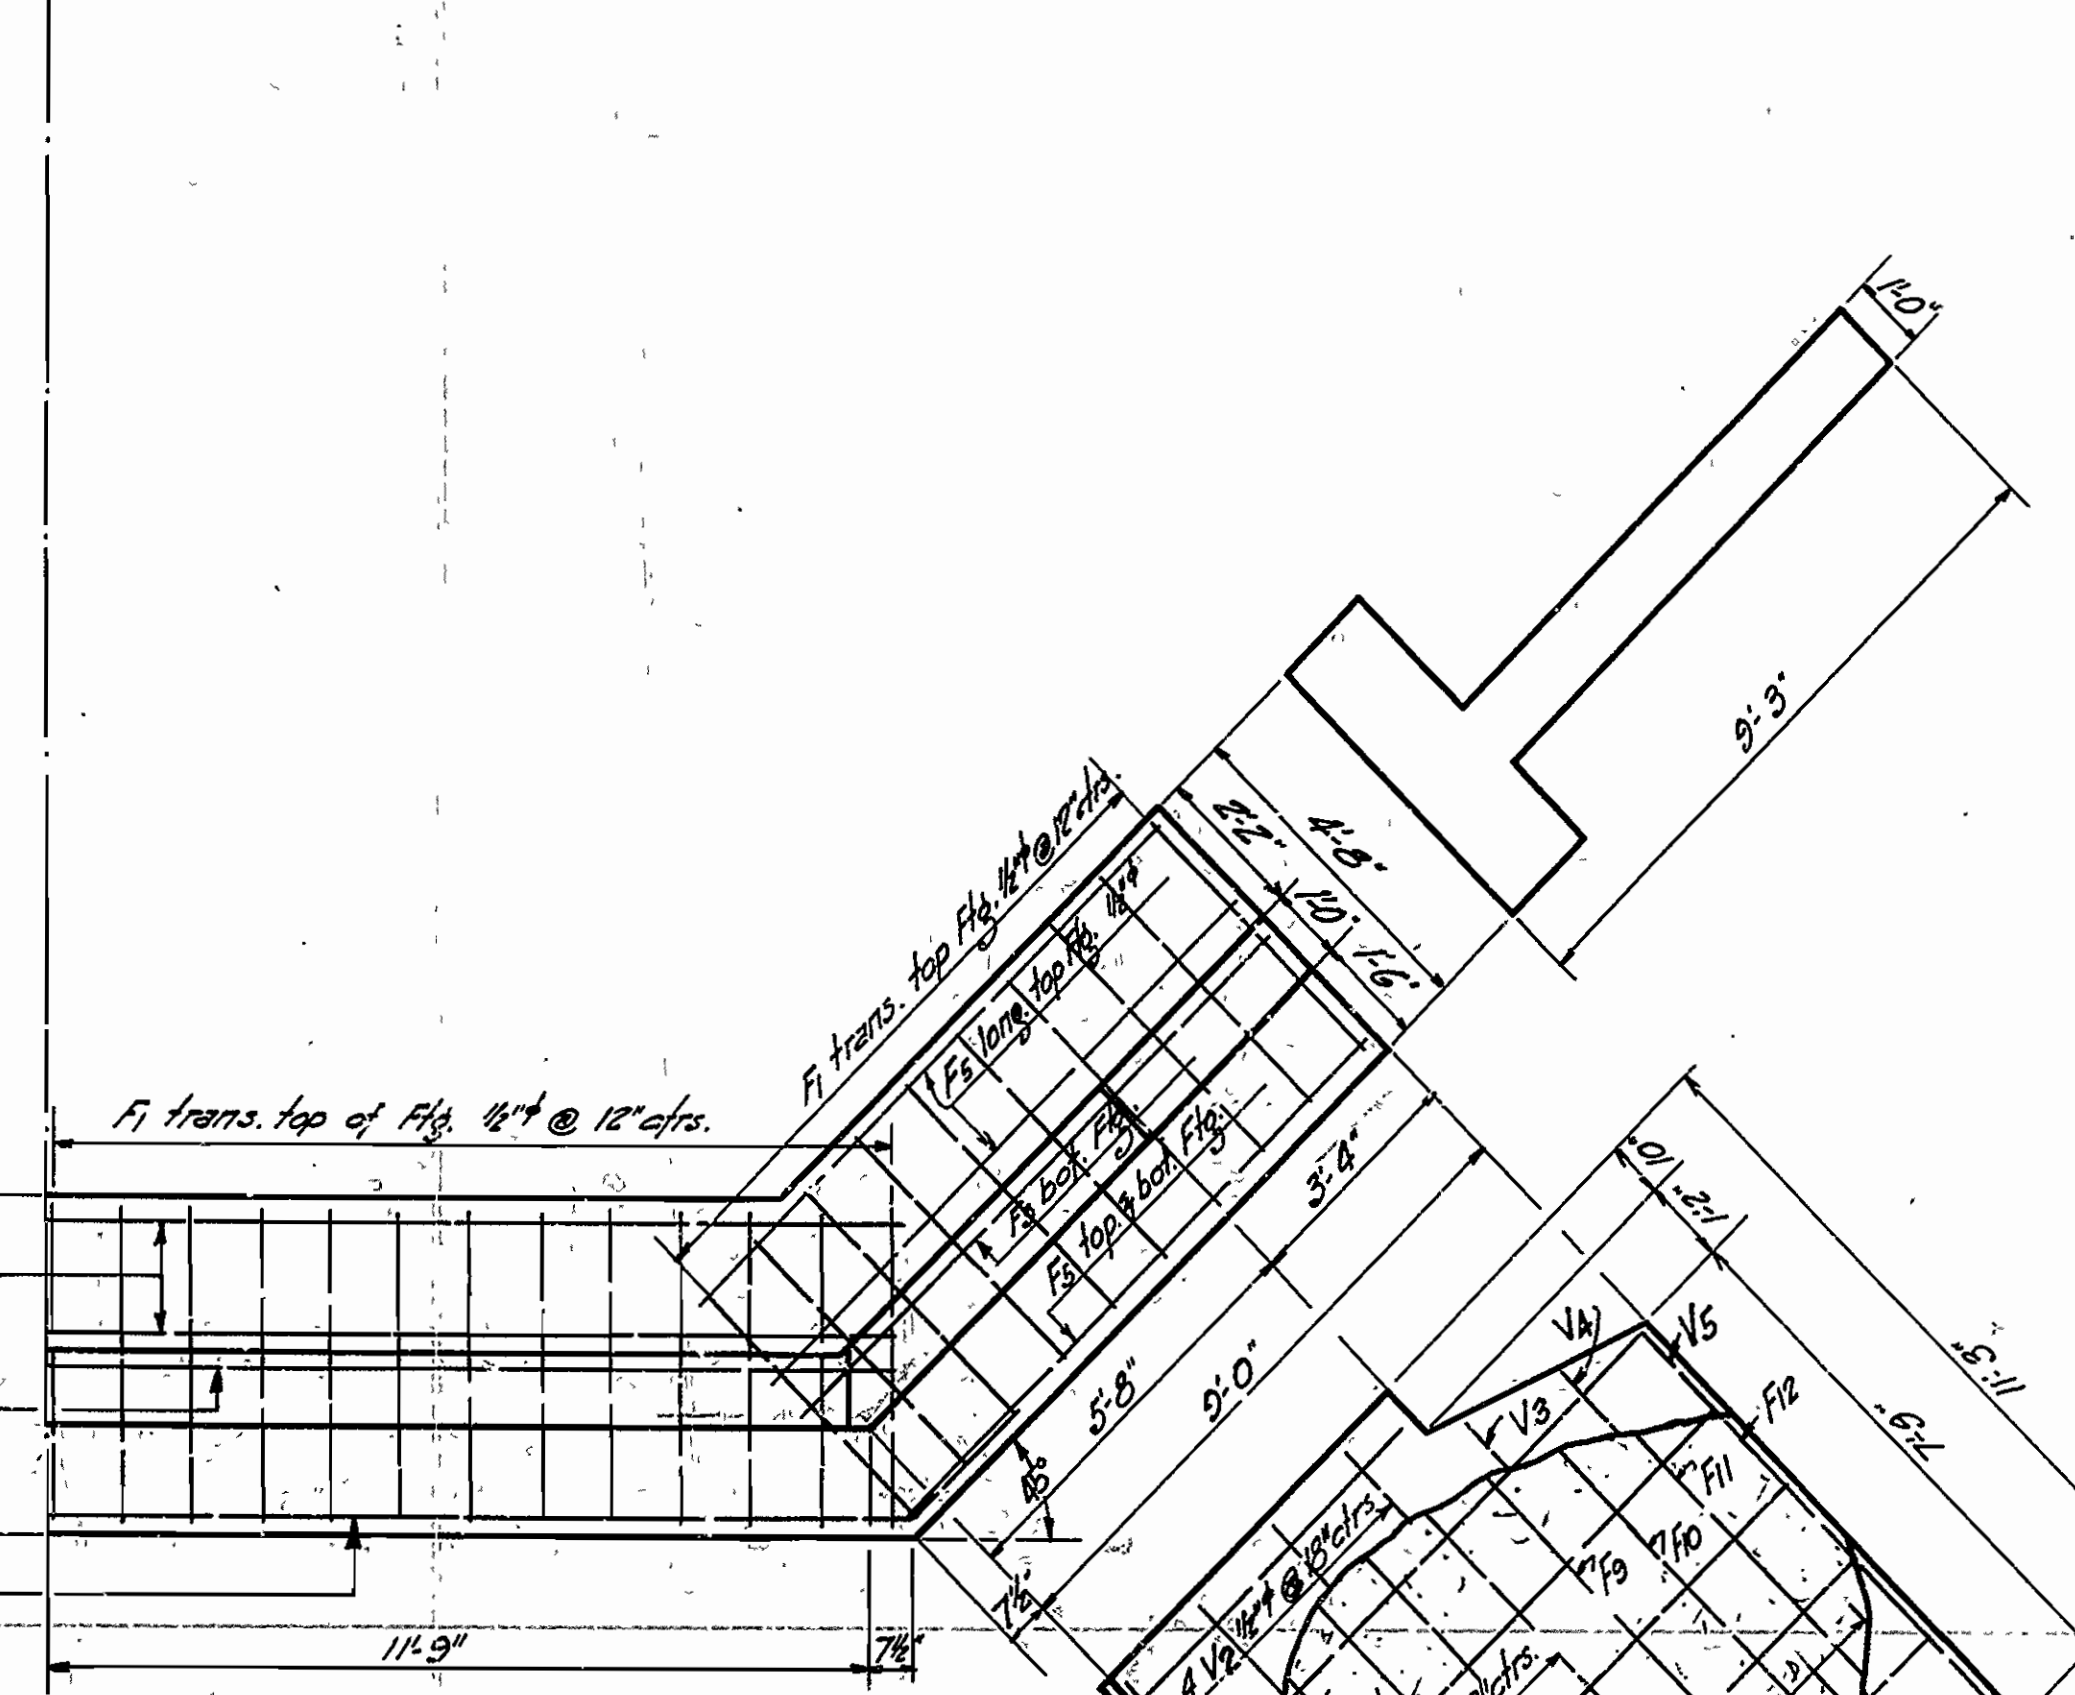 1'-0"
9'-3"
2'-2"
4'-8"
1'-0"
1'-6"
F1 trans. top Ftg. ½"ϕ @ 12" ctrs.
F5 long. top Ftg. ½"ϕ
F1 trans. top of Ftg. ½"ϕ @ 12" ctrs.
bot. Ftg.
F5 top & bot. Ftg.
3'-4"
5'-8"
9'-0"
45°
7½"
11'-9"
7½"
10"
1'-2"
11'-3"
7'-9"
V4
V5
V3
F12
F11
F10
F9
4 V2 ½"ϕ @ 18" ctrs.
ctrs.